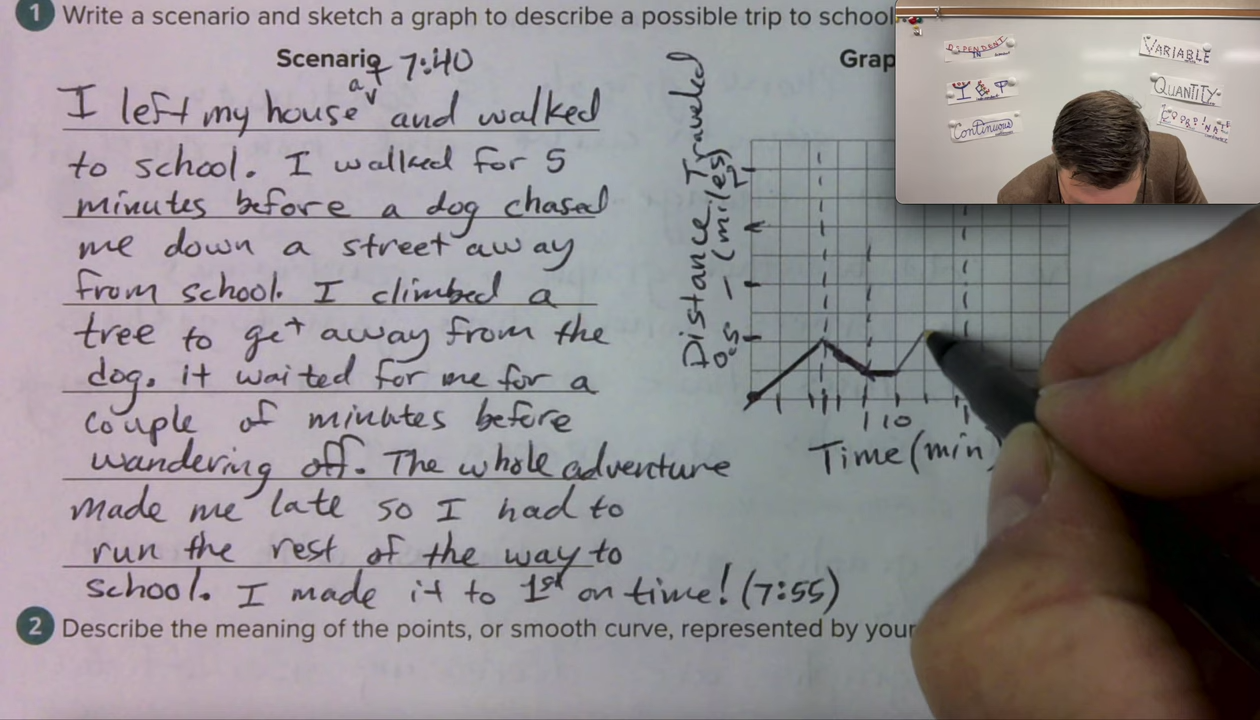 1 Write a scenario and sketch a graph to describe a possible trip to school
Scenario
at 7:40
I left my house and walked
to school. I walked for 5
minutes before a dog chased
me down a street away
from school. I climbed a
tree to get away from the
dog. it waited for me for a
couple of minutes before
wandering off. The whole adventure
made me late so I had to
run the rest of the way to
school. I made it to 1st on time! (7:55)
Grap
Distance Traveled
(miles)
0.5
10
Time (min)
2 Describe the meaning of the points, or smooth curve, represented by your
DEPENDENT
VARIABLE
QUANTITY
Continuous